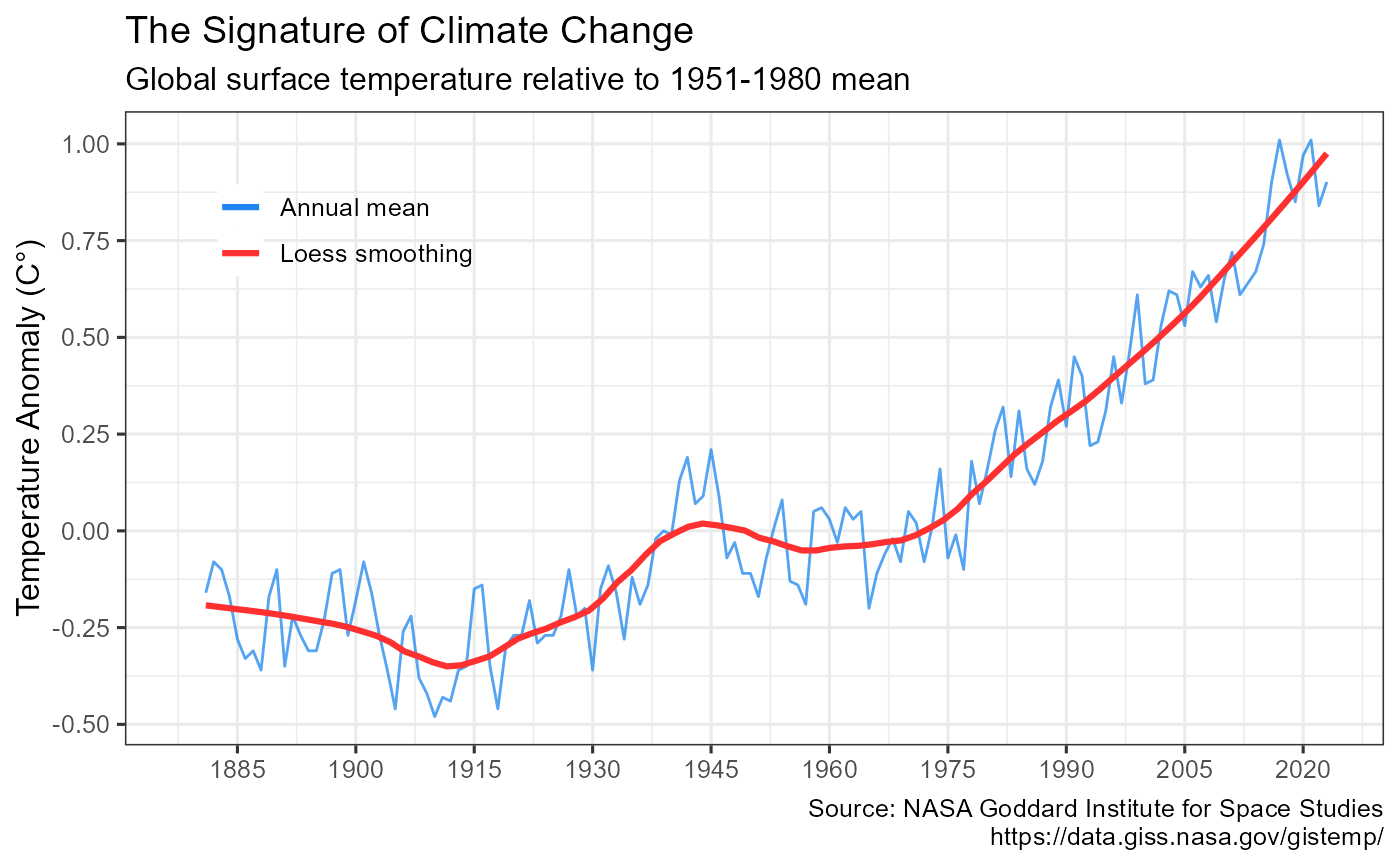 The Signature of Climate Change
Global surface temperature relative to 1951-1980 mean
Temperature Anomaly (C°)
1.00
0.75
0.50
0.25
0.00
-0.25
-0.50
Annual mean
Loess smoothing
1885 1900 1915 1930 1945 1960 1975 1990 2005 2020
Source: NASA Goddard Institute for Space Studies
https://data.giss.nasa.gov/gistemp/